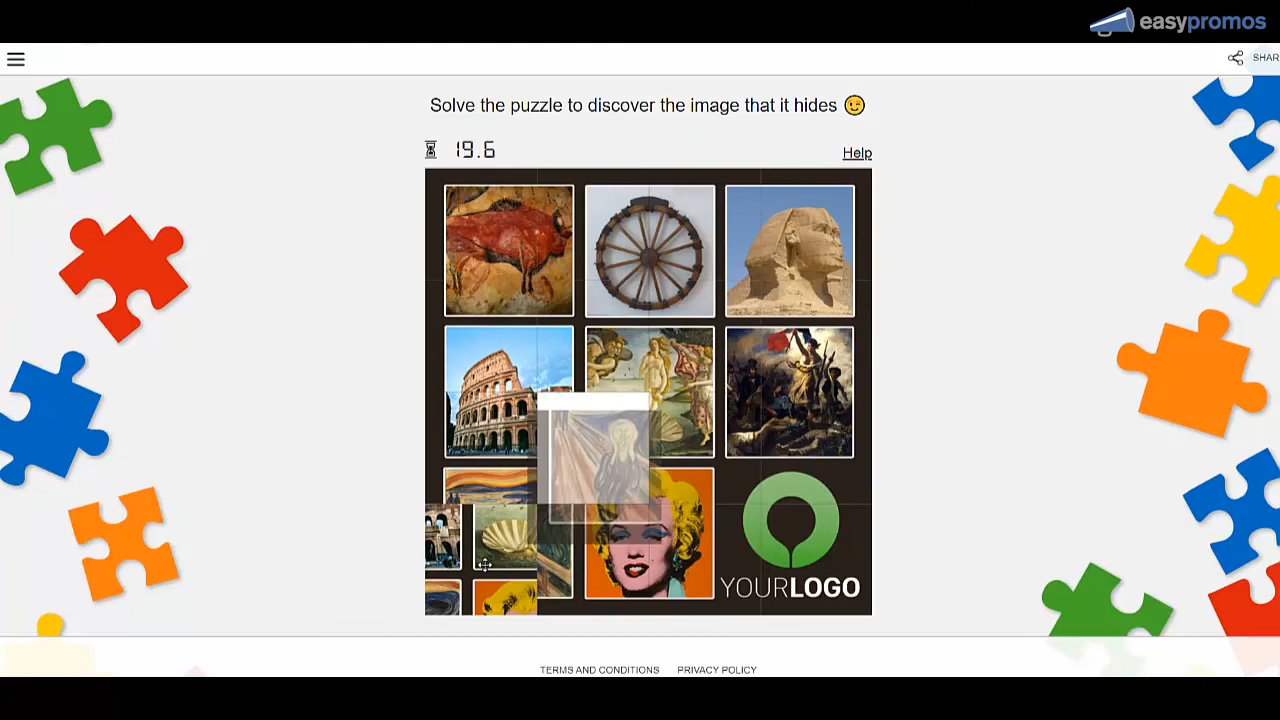 easypromos
SHAR
Solve the puzzle to discover the image that it hides
19.6
Help
YOURLOGO
TERMS AND CONDITIONS
PRIVACY POLICY